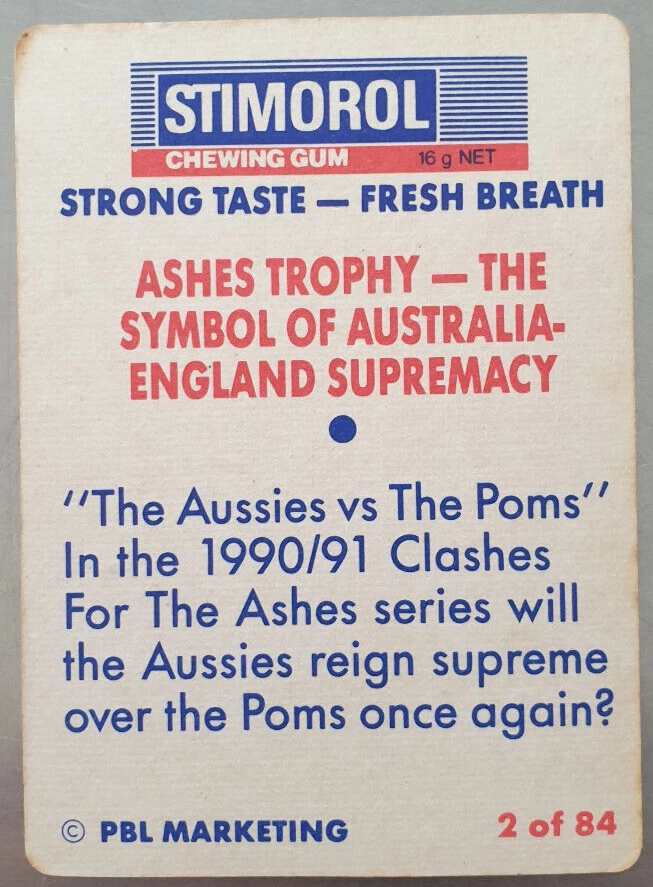 STIMOROL
CHEWING GUM 16 g NET
STRONG TASTE — FRESH BREATH
ASHES TROPHY — THE
SYMBOL OF AUSTRALIA-
ENGLAND SUPREMACY
"The Aussies vs The Poms"
In the 1990/91 Clashes
For The Ashes series will
the Aussies reign supreme
over the Poms once again?
© PBL MARKETING 2 of 84